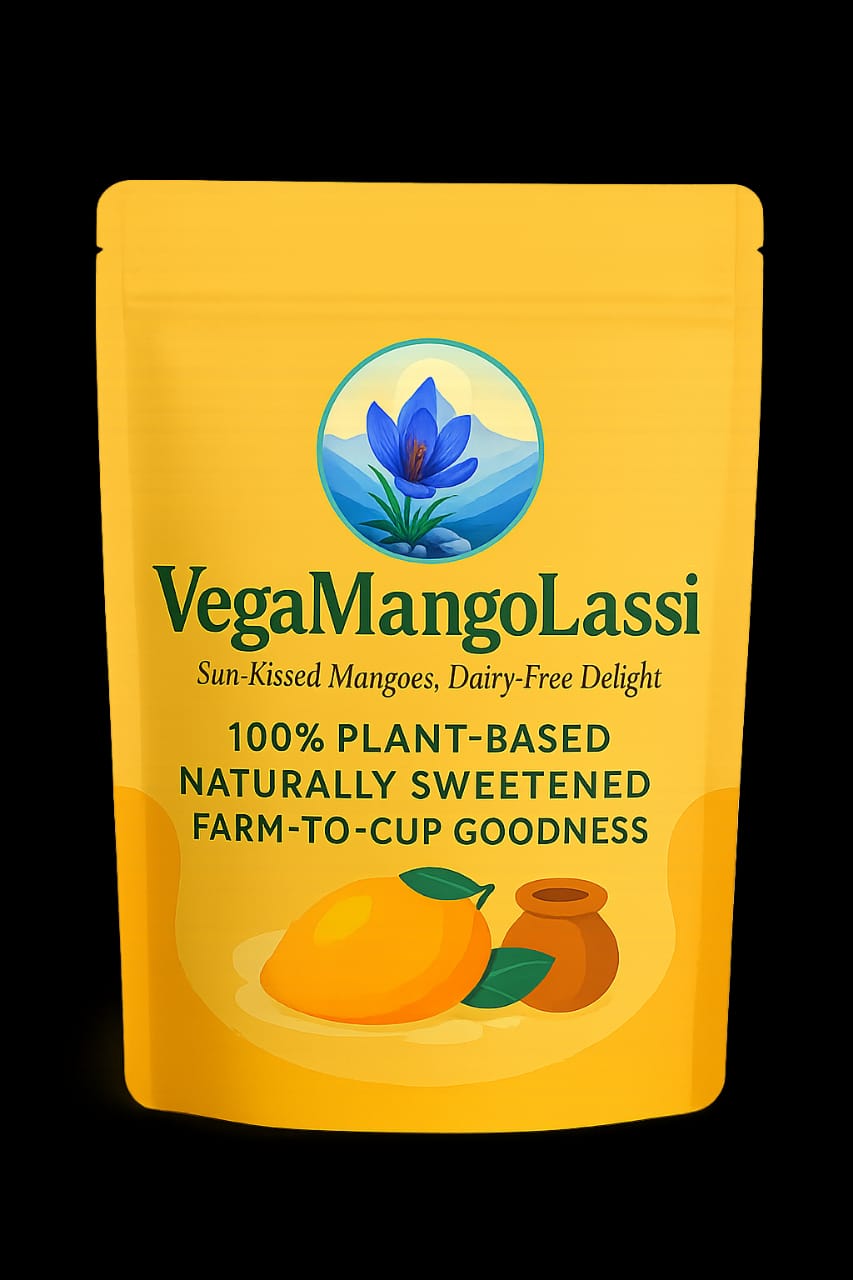 VegaMangoLassi
Sun-Kissed Mangoes, Dairy-Free Delight
100% PLANT-BASED
NATURALLY SWEETENED
FARM-TO-CUP GOODNESS